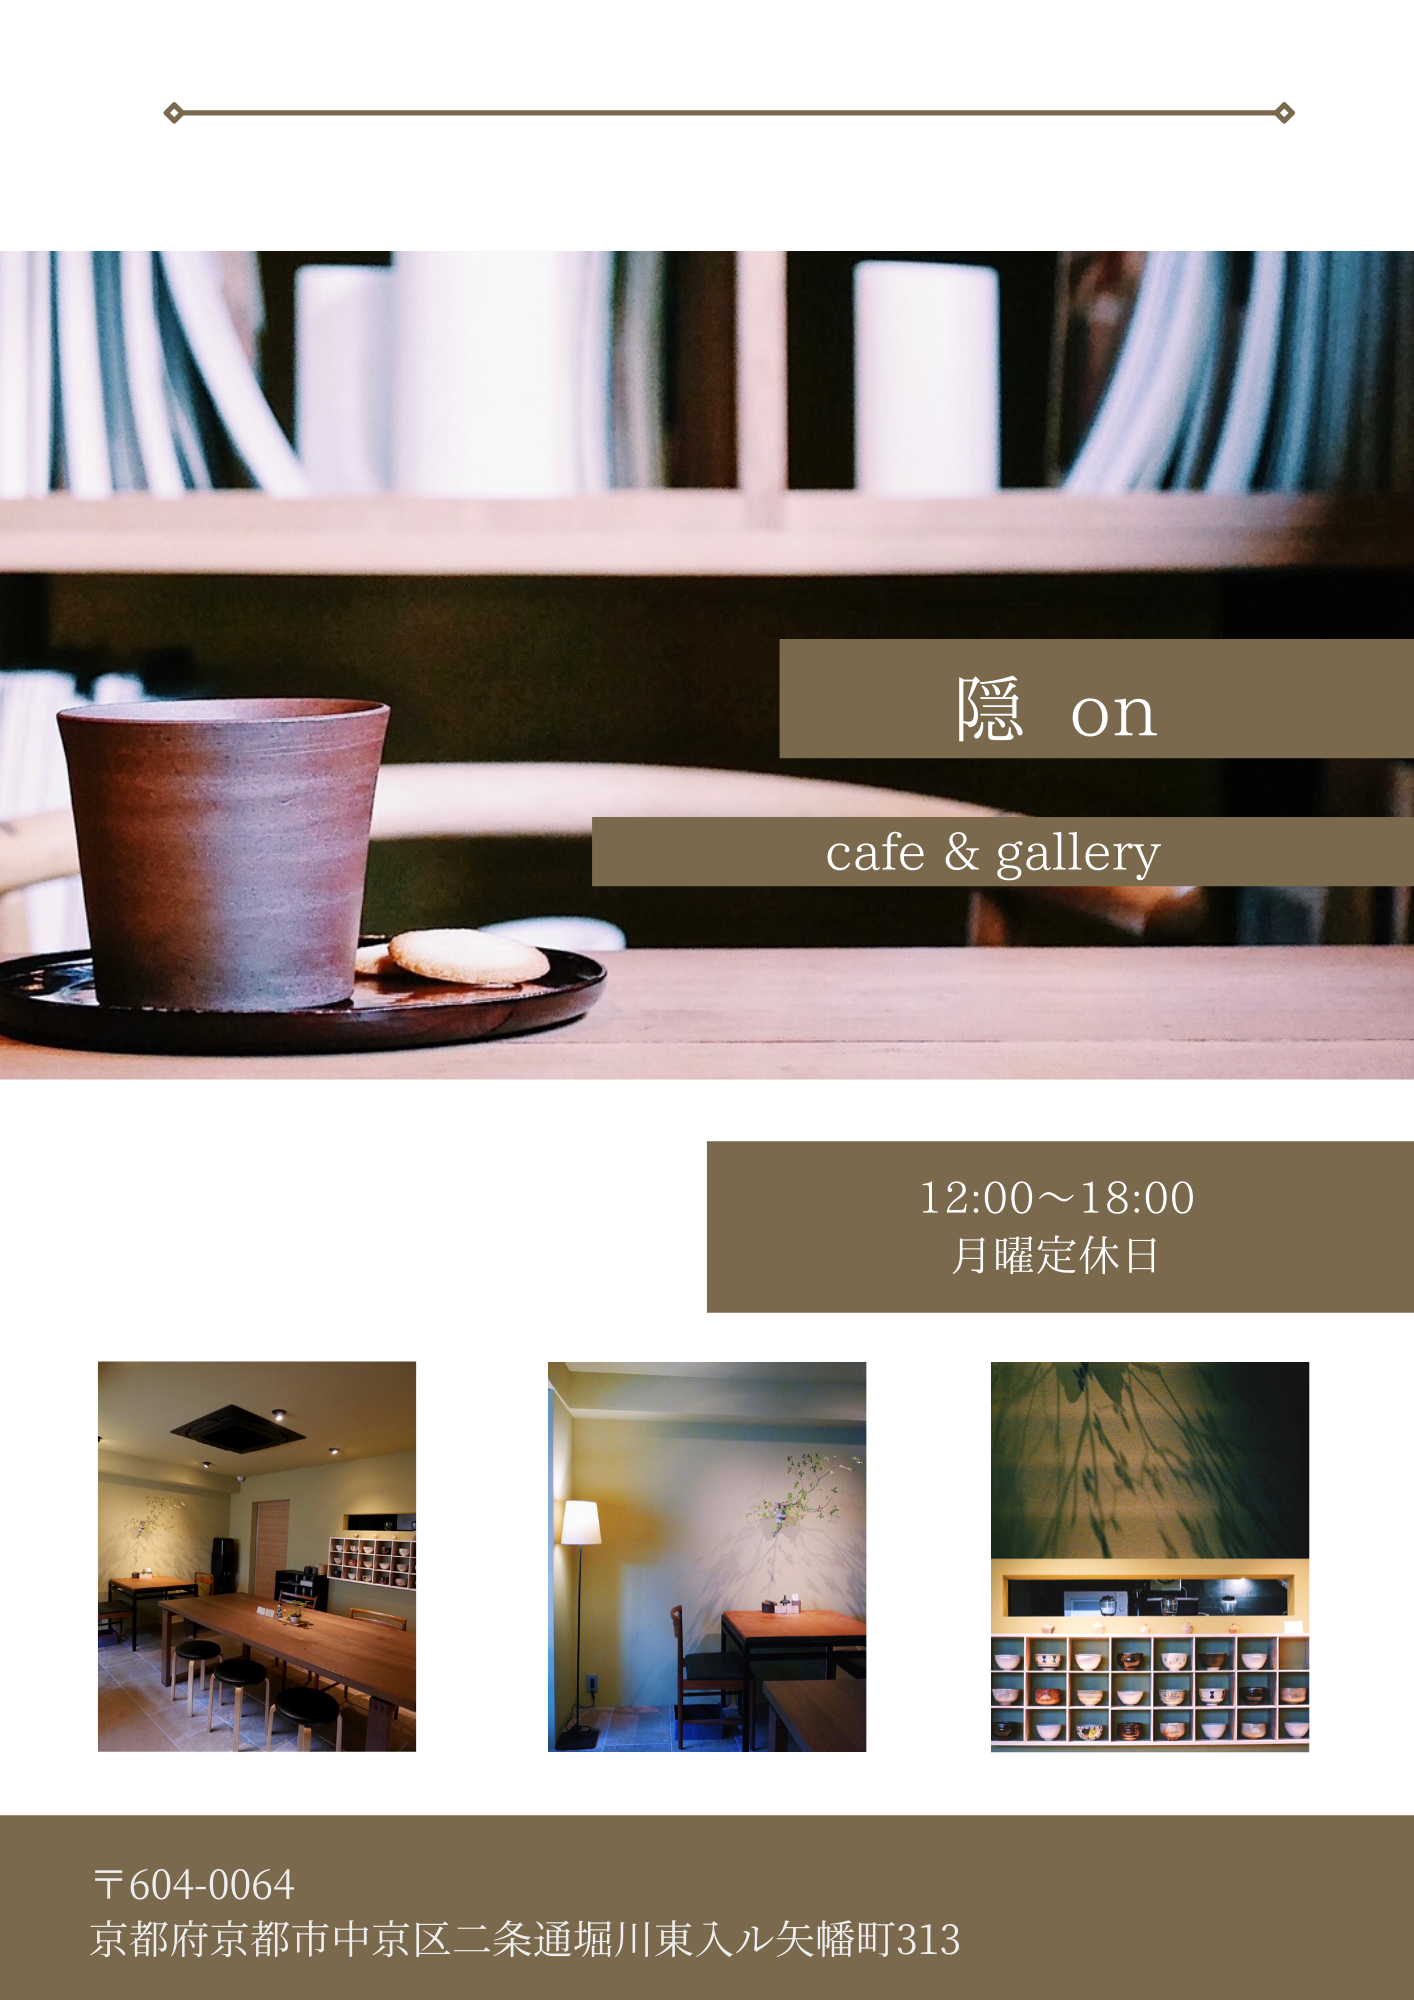 隠 on
cafe & gallery
12:00～18:00
月曜定休日
〒604-0064
京都府京都市中京区二条通堀川東入ル矢幡町313